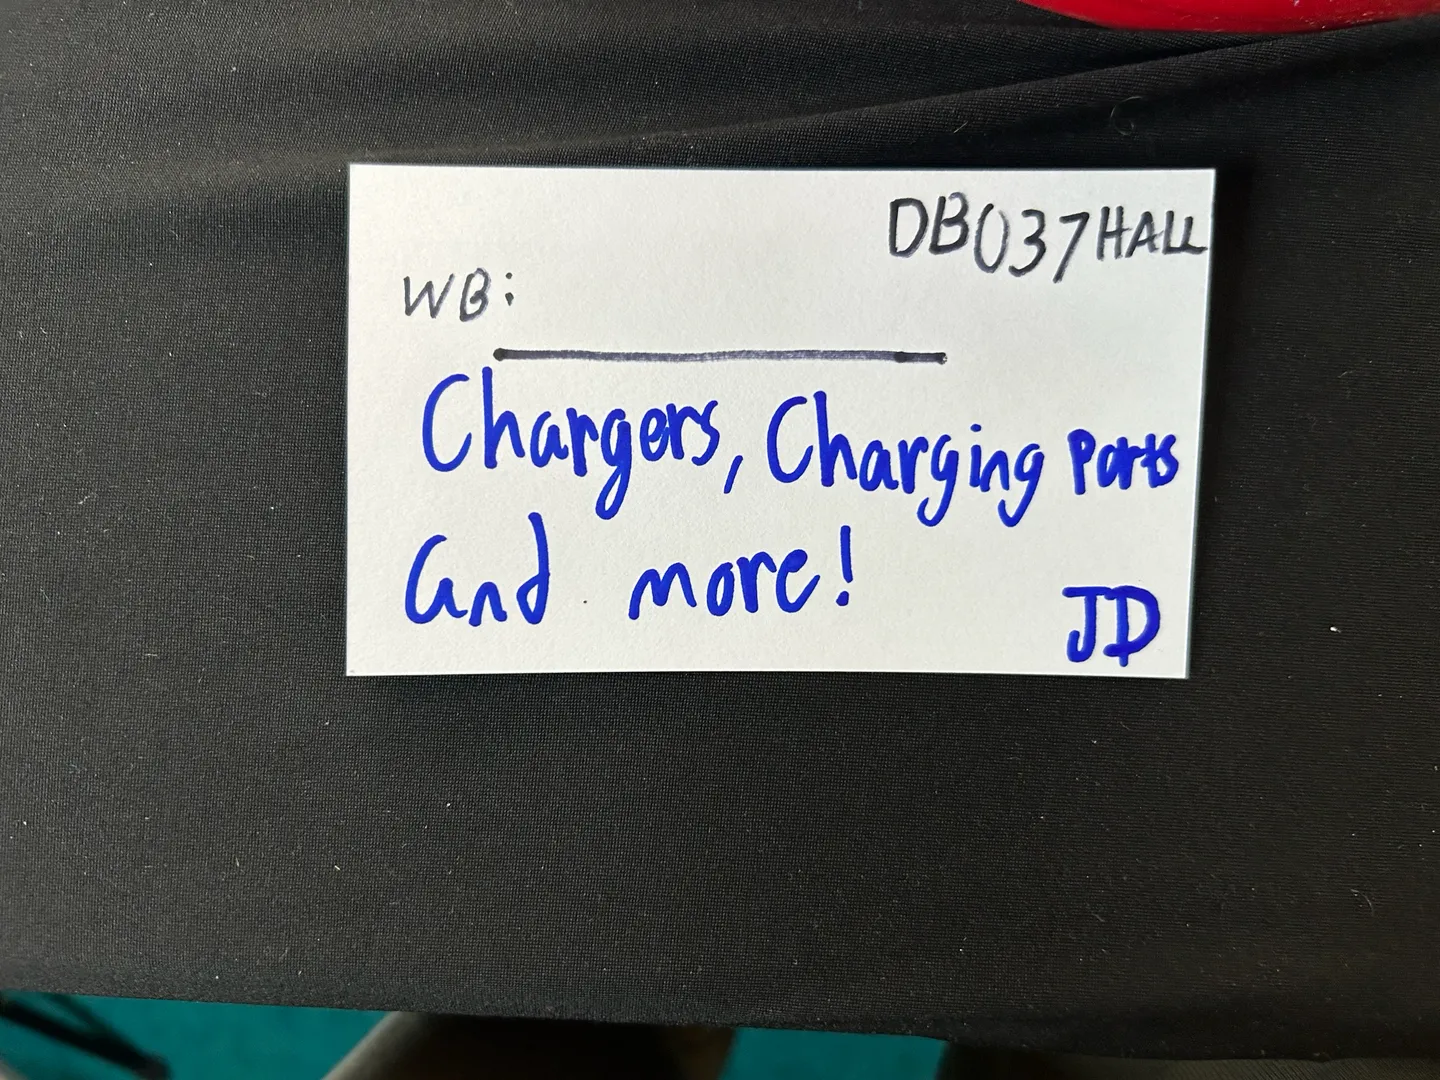 DB037HALL
WB:
Chargers, Charging Ports
and more!
JD